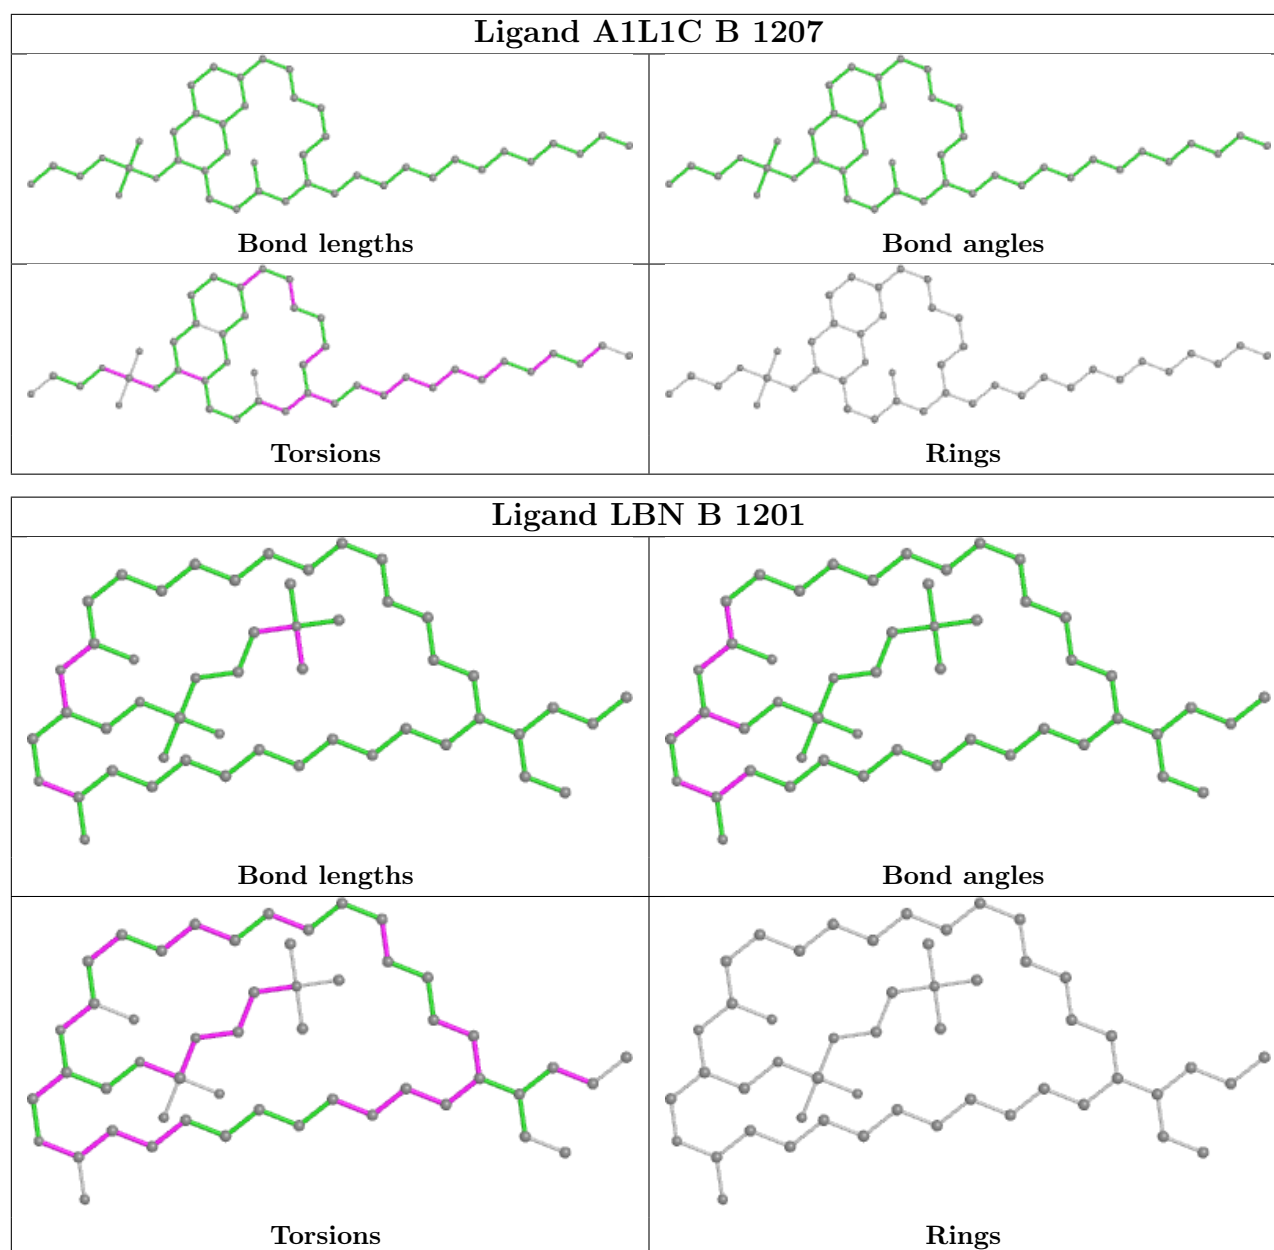 Ligand A1L1C B 1207
Bond lengths
Bond angles
Torsions
Rings
Ligand LBN B 1201
Bond lengths
Bond angles
Torsions
Rings